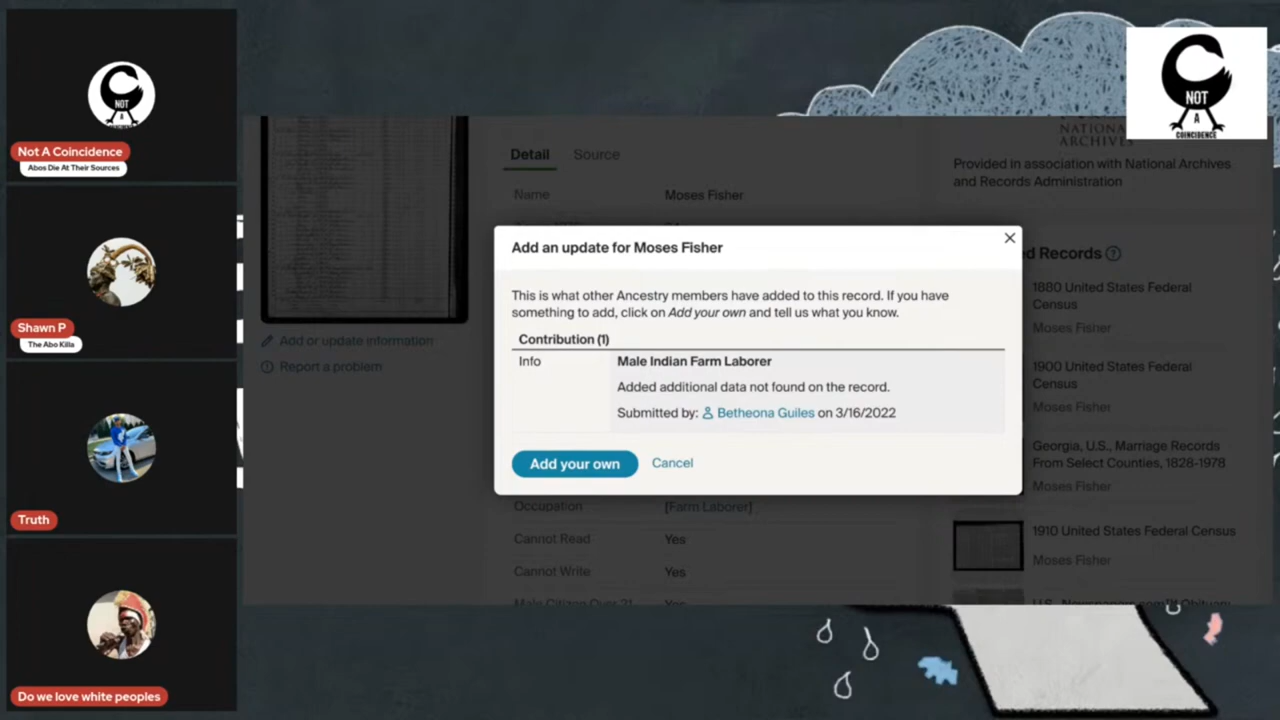 NOT
A
Not A Coincidence
Abos Die At Their Sources
Shawn P
The Abo Killa
Truth
Do we love white peoples
Detail
Source
Name
Moses Fisher
Add or update information
Report a problem
Add an update for Moses Fisher
This is what other Ancestry members have added to this record. If you have
something to add, click on Add your own and tell us what you know.
Contribution (1)
Info
Male Indian Farm Laborer
Added additional data not found on the record.
Submitted by: Betheona Guiles on 3/16/2022
Add your own
Cancel
Occupation
[Farm Laborer]
Cannot Read
Yes
Cannot Write
Yes
NATIONAL
ARCHIVES
Provided in association with National Archives
and Records Administration
d Records
1880 United States Federal
Census
Moses Fisher
1900 United States Federal
Census
Moses Fisher
Georgia, U.S., Marriage Records
From Select Counties, 1828-1978
Moses Fisher
1910 United States Federal Census
Moses Fisher
NOT
A
COINCIDENCE